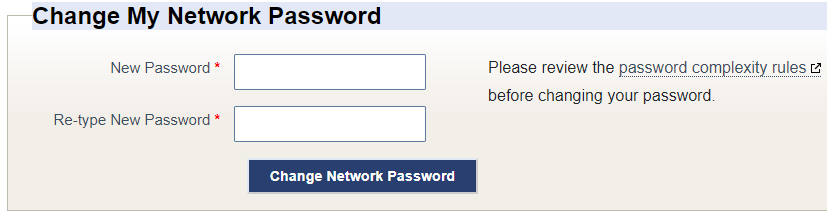 Change My Network Password
New Password *
Please review the password complexity rules
before changing your password.
Re-type New Password *
Change Network Password